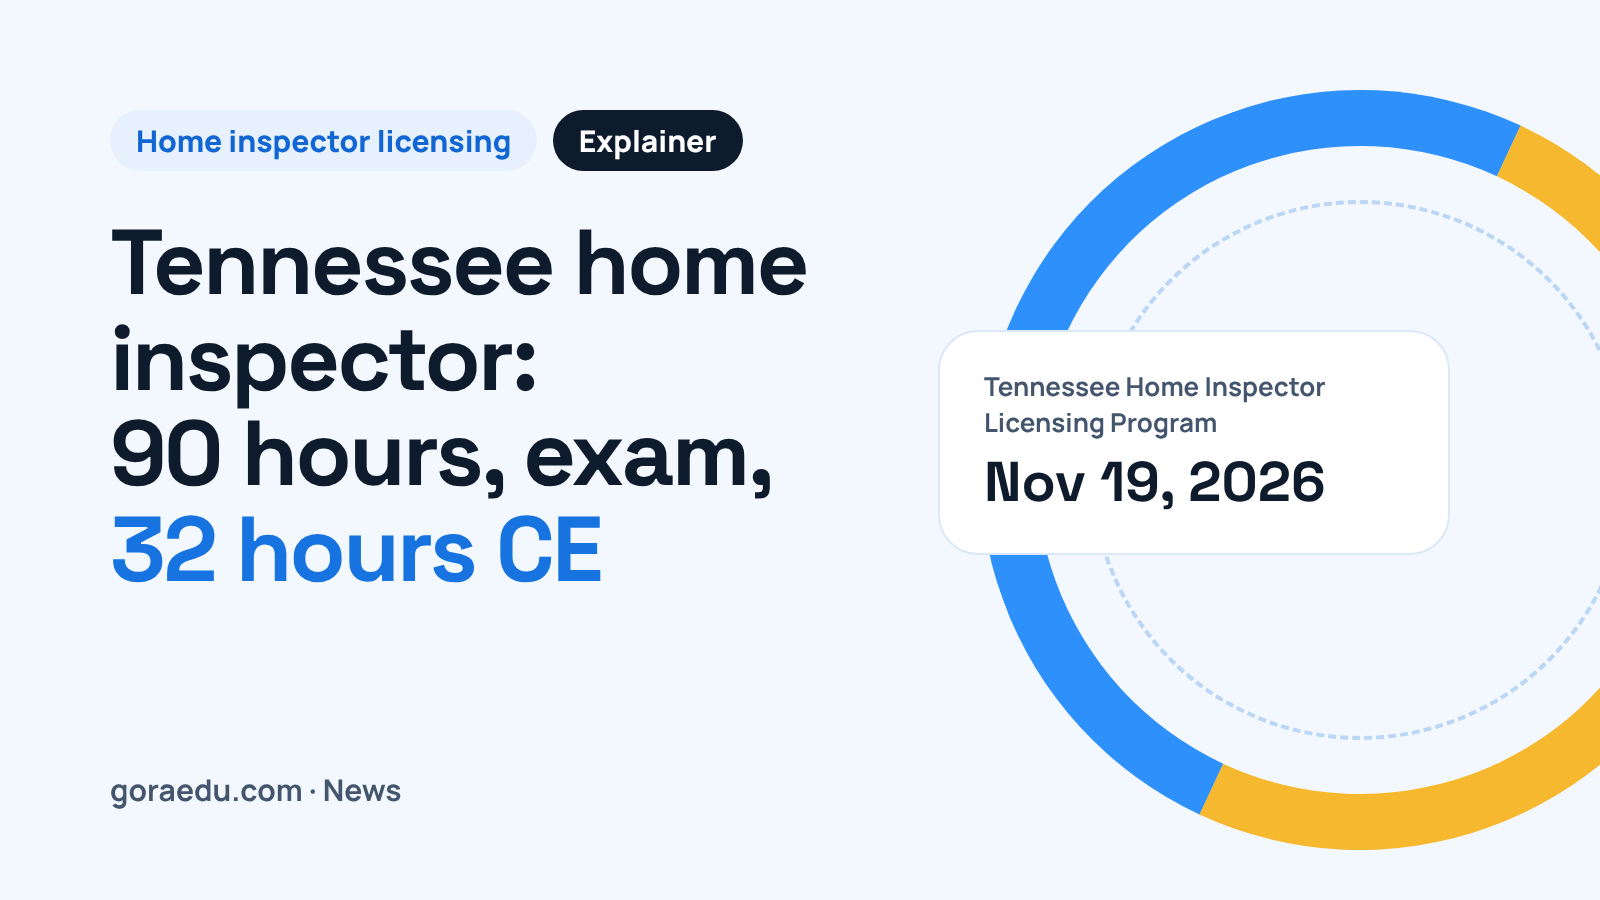 Home inspector licensing
Explainer
Tennessee home
inspector:
90 hours, exam,
32 hours CE
Tennessee Home Inspector
Licensing Program
Nov 19, 2026
goraedu.com · News